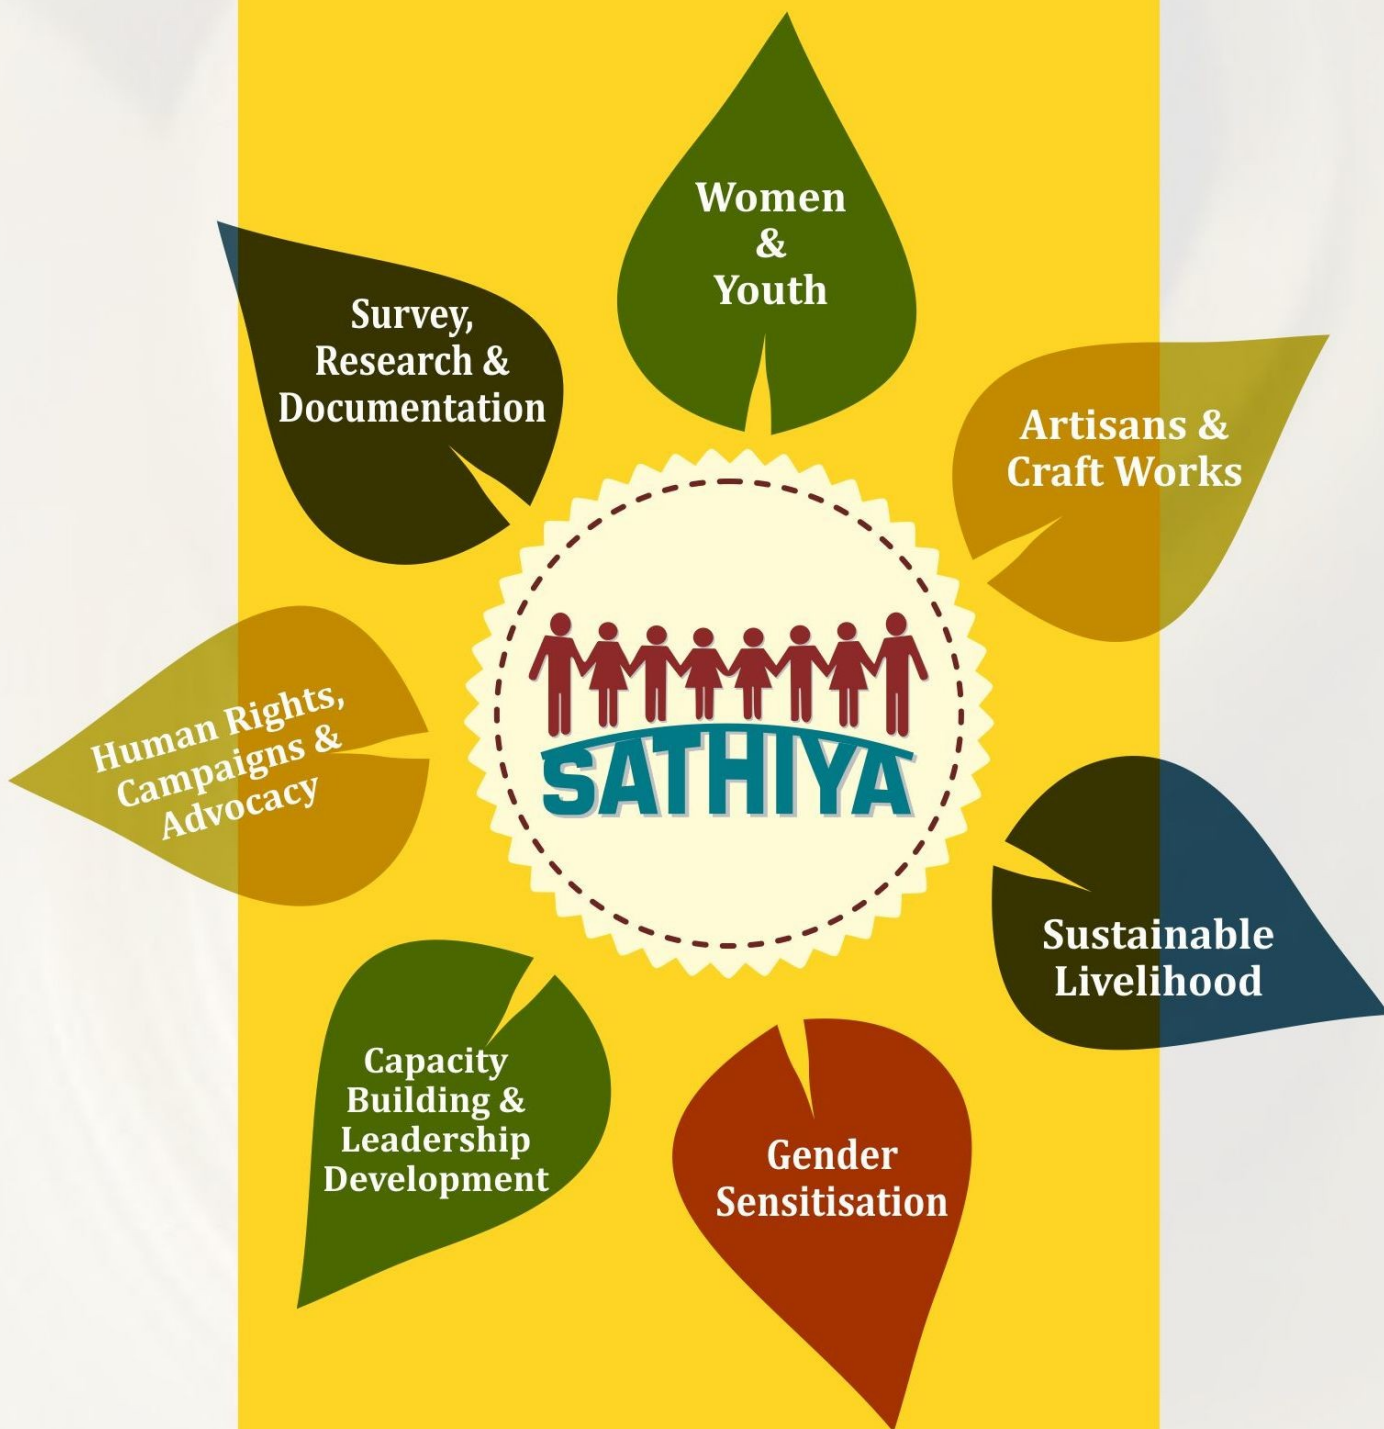 Women
&
Youth
Survey,
Research &
Documentation
Artisans &
Craft Works
Human Rights,
Campaigns &
Advocacy
SATHIYA
Sustainable
Livelihood
Capacity
Building &
Leadership
Development
Gender
Sensitisation